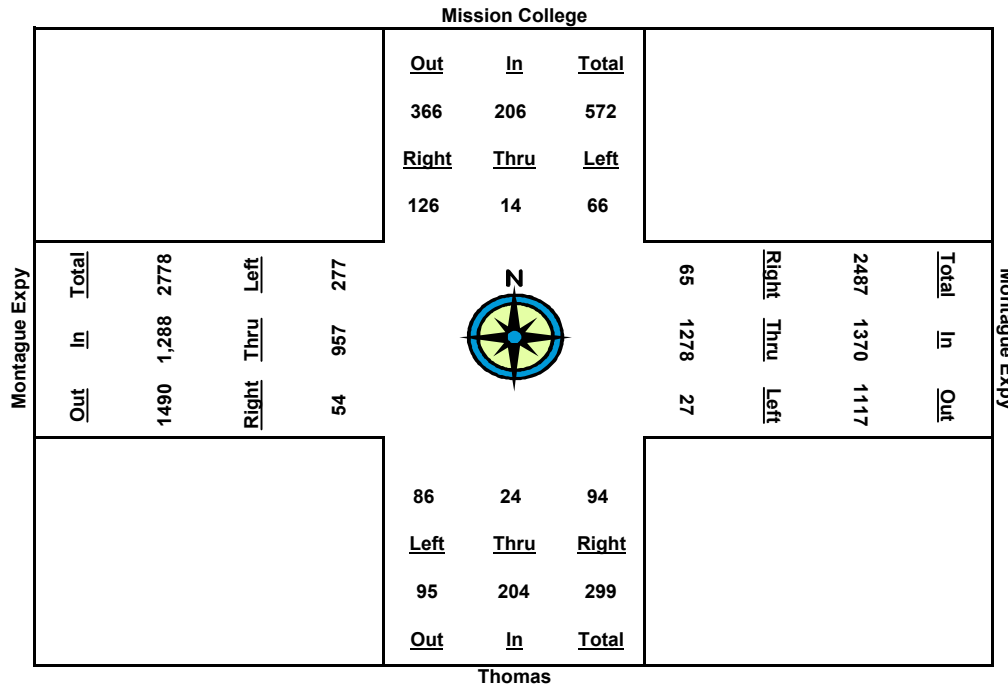 Mission College
Out In Total
366 206 572
Right Thru Left
126 14 66
Montague Expy
Total 2778 Left 277
In 1,288 Thru 957
Out 1490 Right 54
N
65 Right 2487 Total
1278 Thru 1370 In
27 Left 1117 Out
Montague Expy
86 24 94
Left Thru Right
95 204 299
Out In Total
Thomas